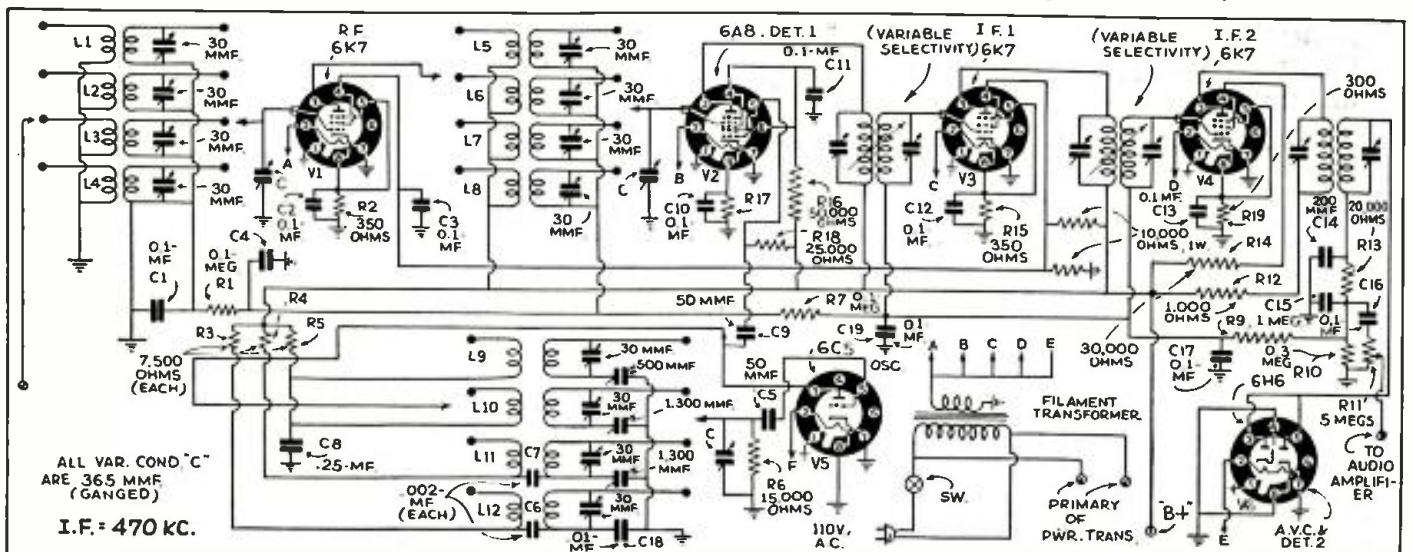 L1
L2
L3
L4
30 MMF
30 MMF.
30 MMF.
30 MMF.
R.F.
6K7
A
V1
C
C2
0.1-MF
R2
350 OHMS
C3
0.1-MF.
0.1-MF
C1
0.1-MEG
R1
C4
L5
L6
L7
L8
30 MMF.
30 MMF.
30 MMF.
30 MMF
6A8. DET.1
0.1-MF
C11
C
B
V2
C10
0.1-MF
R17
R16
50,000 OHMS
R18
25,000 OHMS
(VARIABLE SELECTIVITY)
I.F.1
6K7
C
V3
C12
0.1-MF
R15
350 OHMS
(VARIABLE SELECTIVITY)
I.F.2
6K7
300 OHMS
D
V4
0.1 MF.
C13
R19
10,000 OHMS, 1W.
R14
R12
1,000 OHMS
30,000 OHMS
200 MMF
C14
20,000 OHMS
R13
C16
C15
0.1 MF.
R9, 1 MEG
C17
0.1-MF
0.3 MEG
R10
R11
5 MEGS
TO AUDIO AMPLIFIER
6H6
A.V.C. & DET.2
E
"B+"
R3
R4
R5
7,500 OHMS (EACH)
C8
.25-MF.
L9
L10
L11
L12
C7
C6
.002-MF (EACH)
30 MMF
500 MMF.
30 MMF
1,300 MMF.
30 MMF
1,300 MMF
30 MMF.
.01-MF
C18
50 MMF
C9
R7
0.1 MEG
C19
0.1 MF
50 MMF
C5
6C5
OSC.
C
R6
15,000 OHMS
F
V5
A B C D E
FILAMENT TRANSFORMER
SW.
110V. A.C.
PRIMARY OF PWR. TRANS.
ALL VAR. COND. "C"
ARE 365 MMF.
(GANGED)
I.F. = 470 KC.